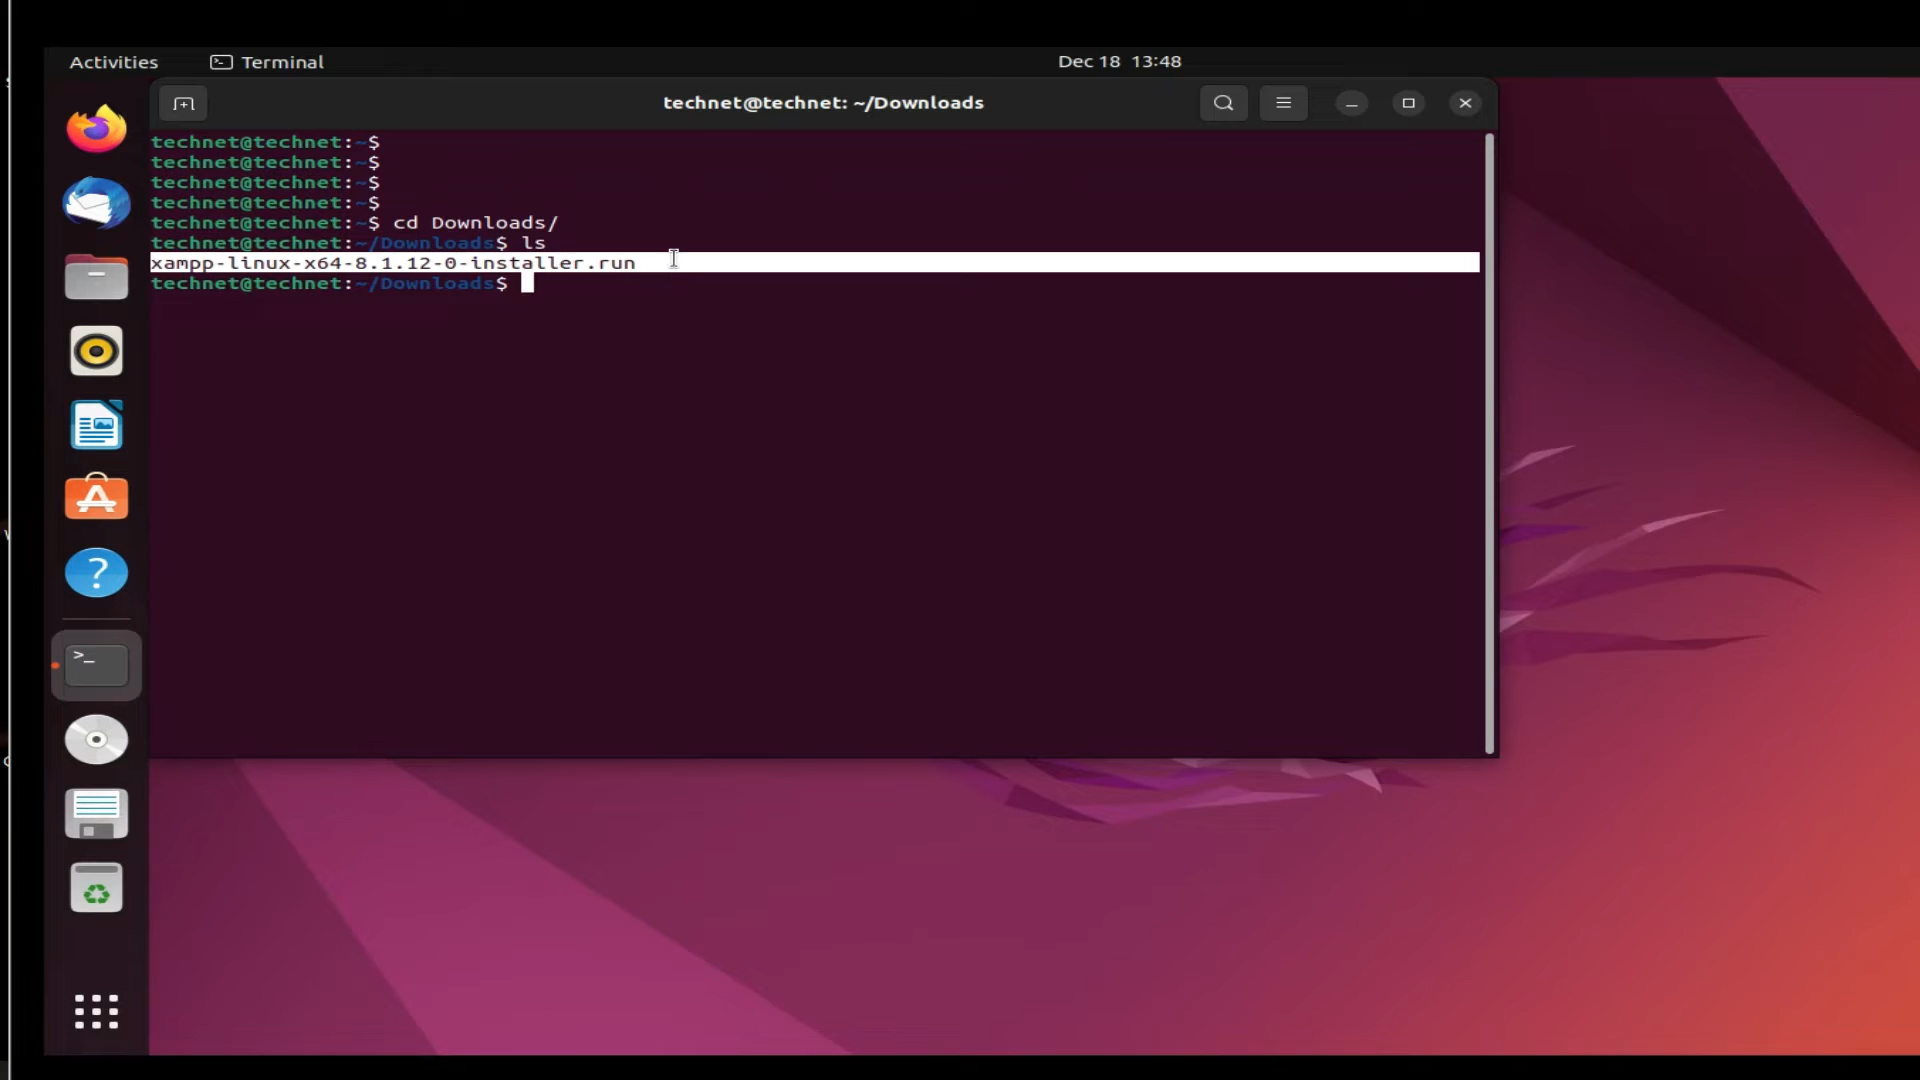 Activities
Terminal
Dec 18 13:48
technet@technet: ~/Downloads
technet@technet:~$
technet@technet:~$
technet@technet:~$
technet@technet:~$
technet@technet:~$ cd Downloads/
technet@technet:~/Downloads$ ls
xampp-linux-x64-8.1.12-0-installer.run
technet@technet:~/Downloads$